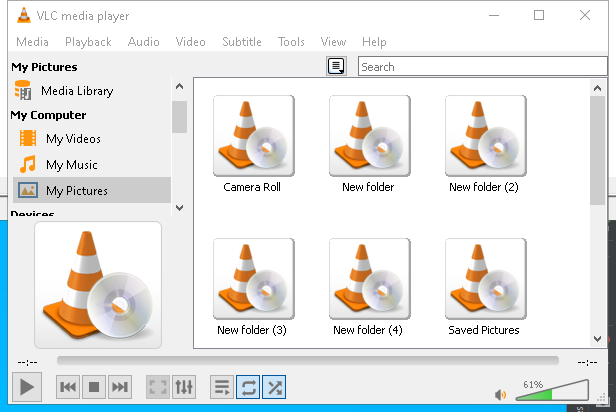 VLC media player
Media Playback Audio Video Subtitle Tools View Help
My Pictures
Search
Media Library
My Computer
My Videos
My Music
My Pictures
Devices
Camera Roll
New folder
New folder (2)
New folder (3)
New folder (4)
Saved Pictures
--:--
--:--
61%